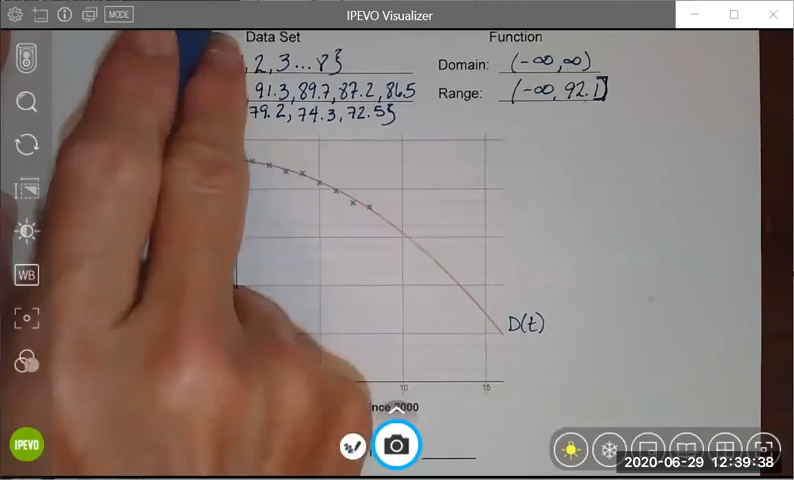 IPEVO Visualizer
MODE
Data Set
Function
, 2, 3 ... 8}
Domain: (-∞, ∞)
91.3, 89.7, 87.2, 86.5
Range: (-∞, 92.1]
79.2, 74.3, 72.5}
WB
D(t)
10
15
nce 2000
IPEVO
2020-06-29 12:39:38